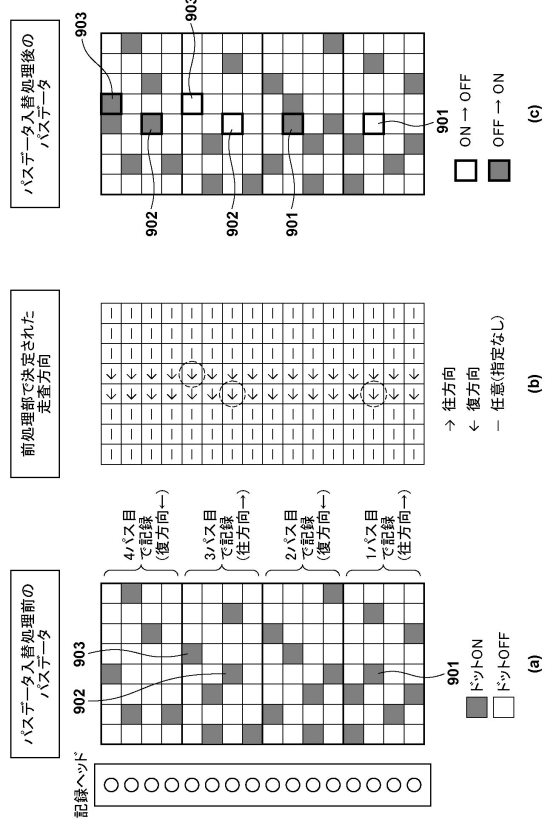 パスデータ入替処理前の
パスデータ
記録ヘッド
903
902
901
4パス目
で記録
(復方向←)
3パス目
で記録
(往方向→)
2パス目
で記録
(復方向←)
1パス目
で記録
(往方向→)
ドットON
ドットOFF
(a)
前処理部で決定された
走査方向
→ 往方向
← 復方向
― 任意(指定なし)
(b)
パスデータ入替処理後の
パスデータ
903
903
902
902
901
901
ON → OFF
OFF → ON
(c)